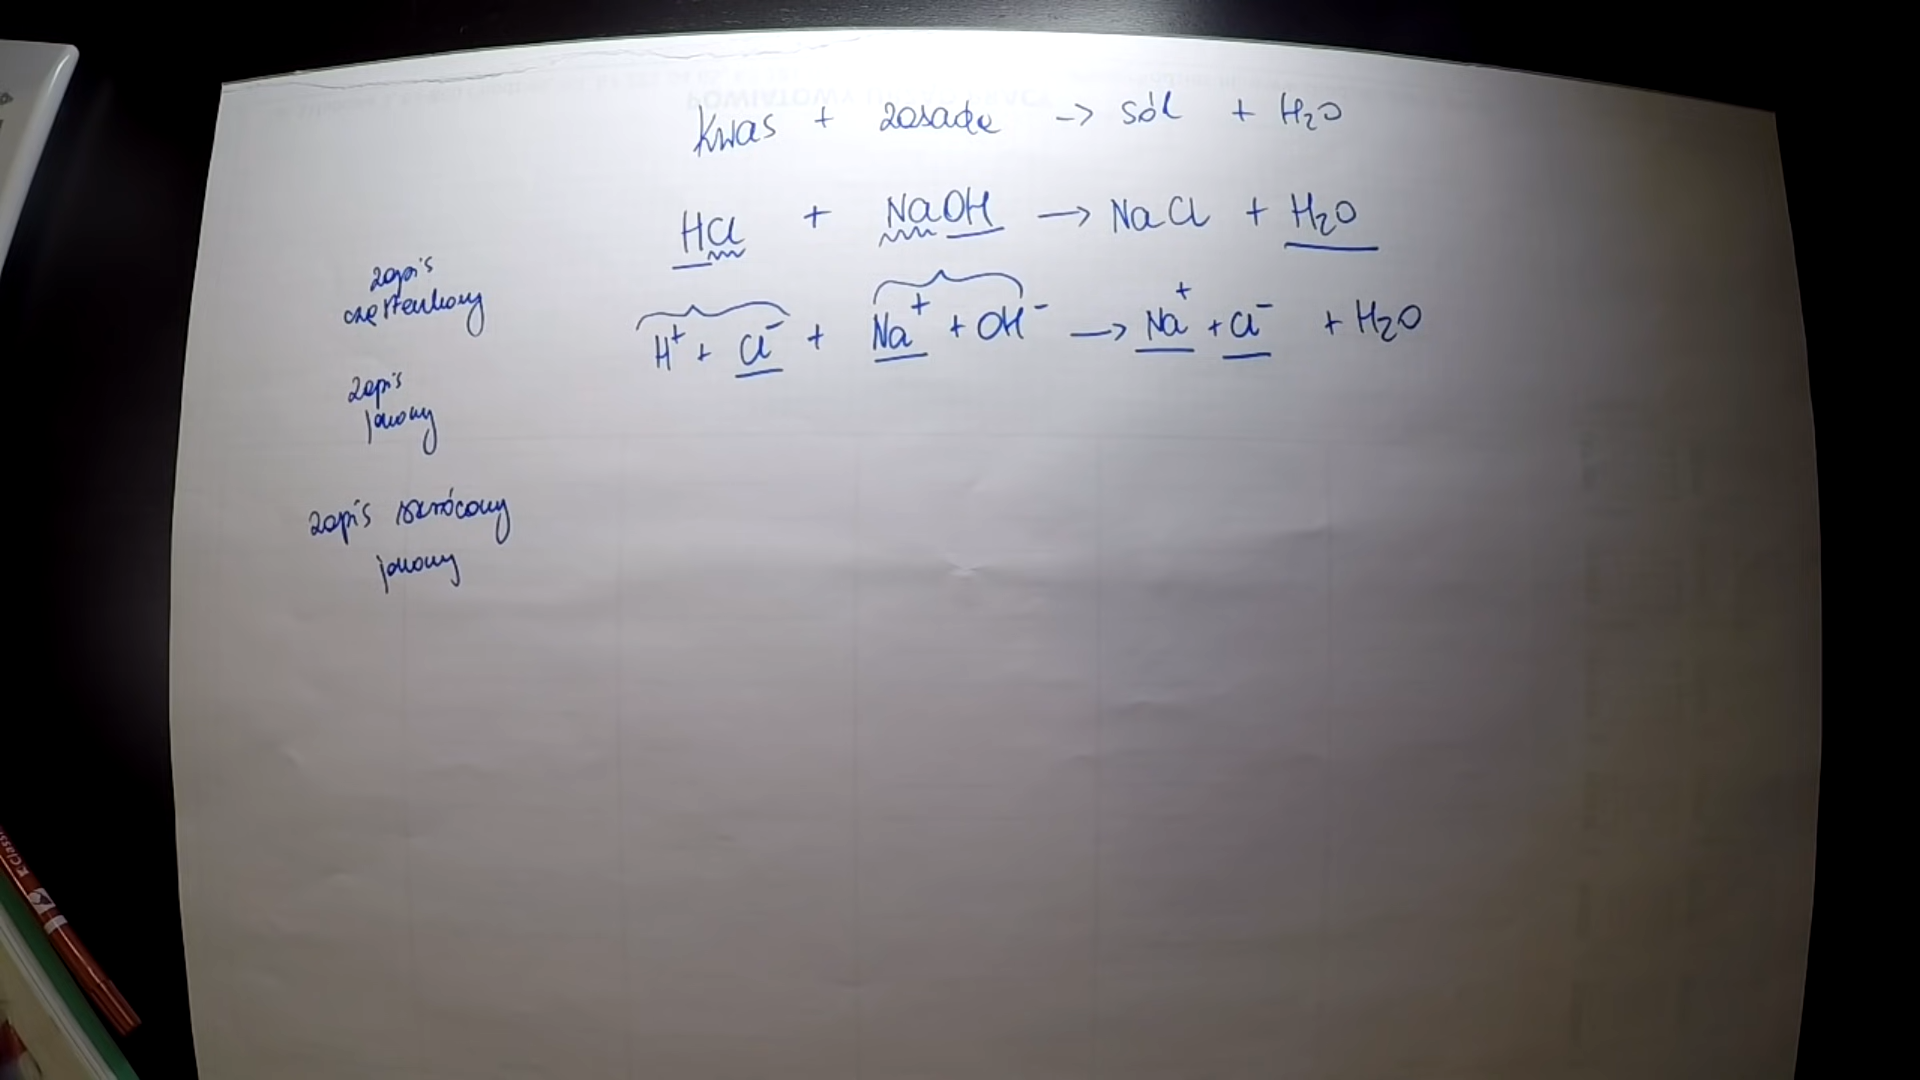 Kwas + zasada → sól + H₂O
HCl + NaOH → NaCl + H₂O
zapis
cząsteczkowy
H⁺ + Cl⁻ + Na⁺ + OH⁻ → Na⁺ + Cl⁻ + H₂O
zapis
jonowy
zapis skrócony
jonowy